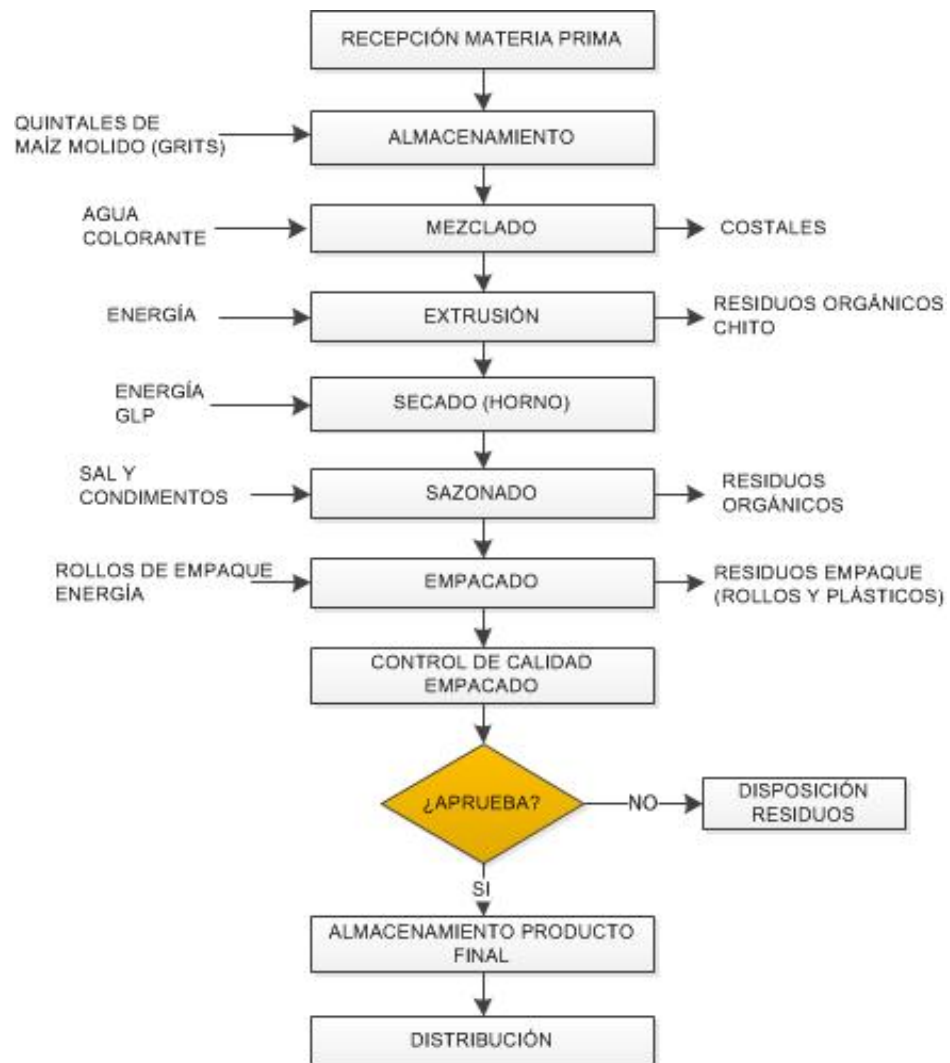 RECEPCIÓN MATERIA PRIMA
QUINTALES DE
MAÍZ MOLIDO (GRITS)
ALMACENAMIENTO
AGUA
COLORANTE
MEZCLADO
COSTALES
ENERGÍA
EXTRUSIÓN
RESIDUOS ORGÁNICOS
CHITO
ENERGÍA
GLP
SECADO (HORNO)
SAL Y
CONDIMENTOS
SAZONADO
RESIDUOS
ORGÁNICOS
ROLLOS DE EMPAQUE
ENERGÍA
EMPACADO
RESIDUOS EMPAQUE
(ROLLOS Y PLÁSTICOS)
CONTROL DE CALIDAD
EMPACADO
¿APRUEBA?
NO
DISPOSICIÓN
RESIDUOS
SI
ALMACENAMIENTO PRODUCTO
FINAL
DISTRIBUCIÓN